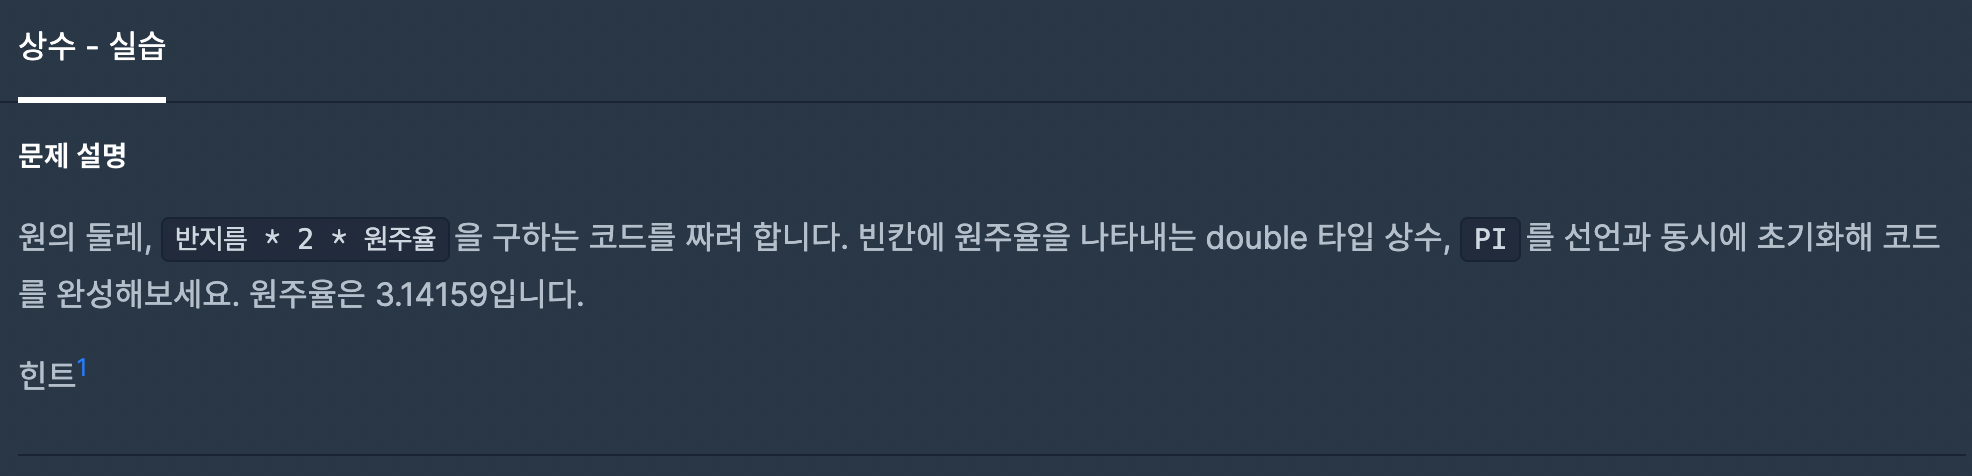 상수 - 실습
문제 설명
원의 둘레, 반지름 * 2 * 원주율 을 구하는 코드를 짜려 합니다. 빈칸에 원주율을 나타내는 double 타입 상수, PI 를 선언과 동시에 초기화해 코드
를 완성해보세요. 원주율은 3.14159입니다.
힌트1